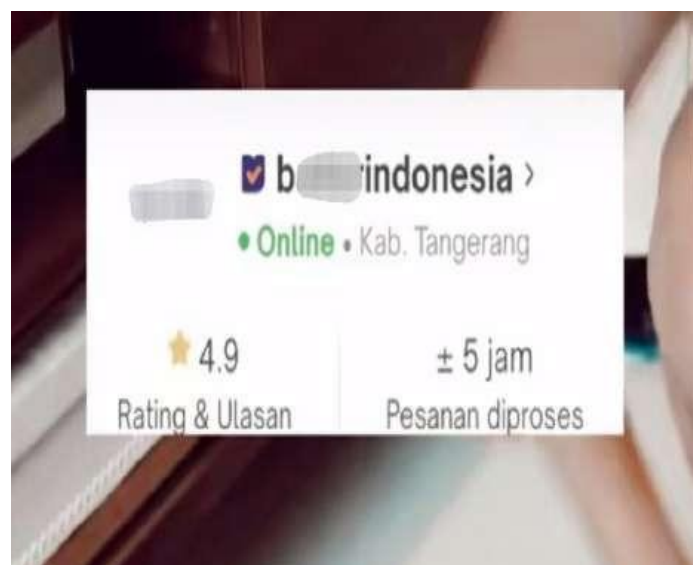 • Online • Kab. Tangerang
4.9
± 5 jam
Rating & Ulasan
Pesanan diproses